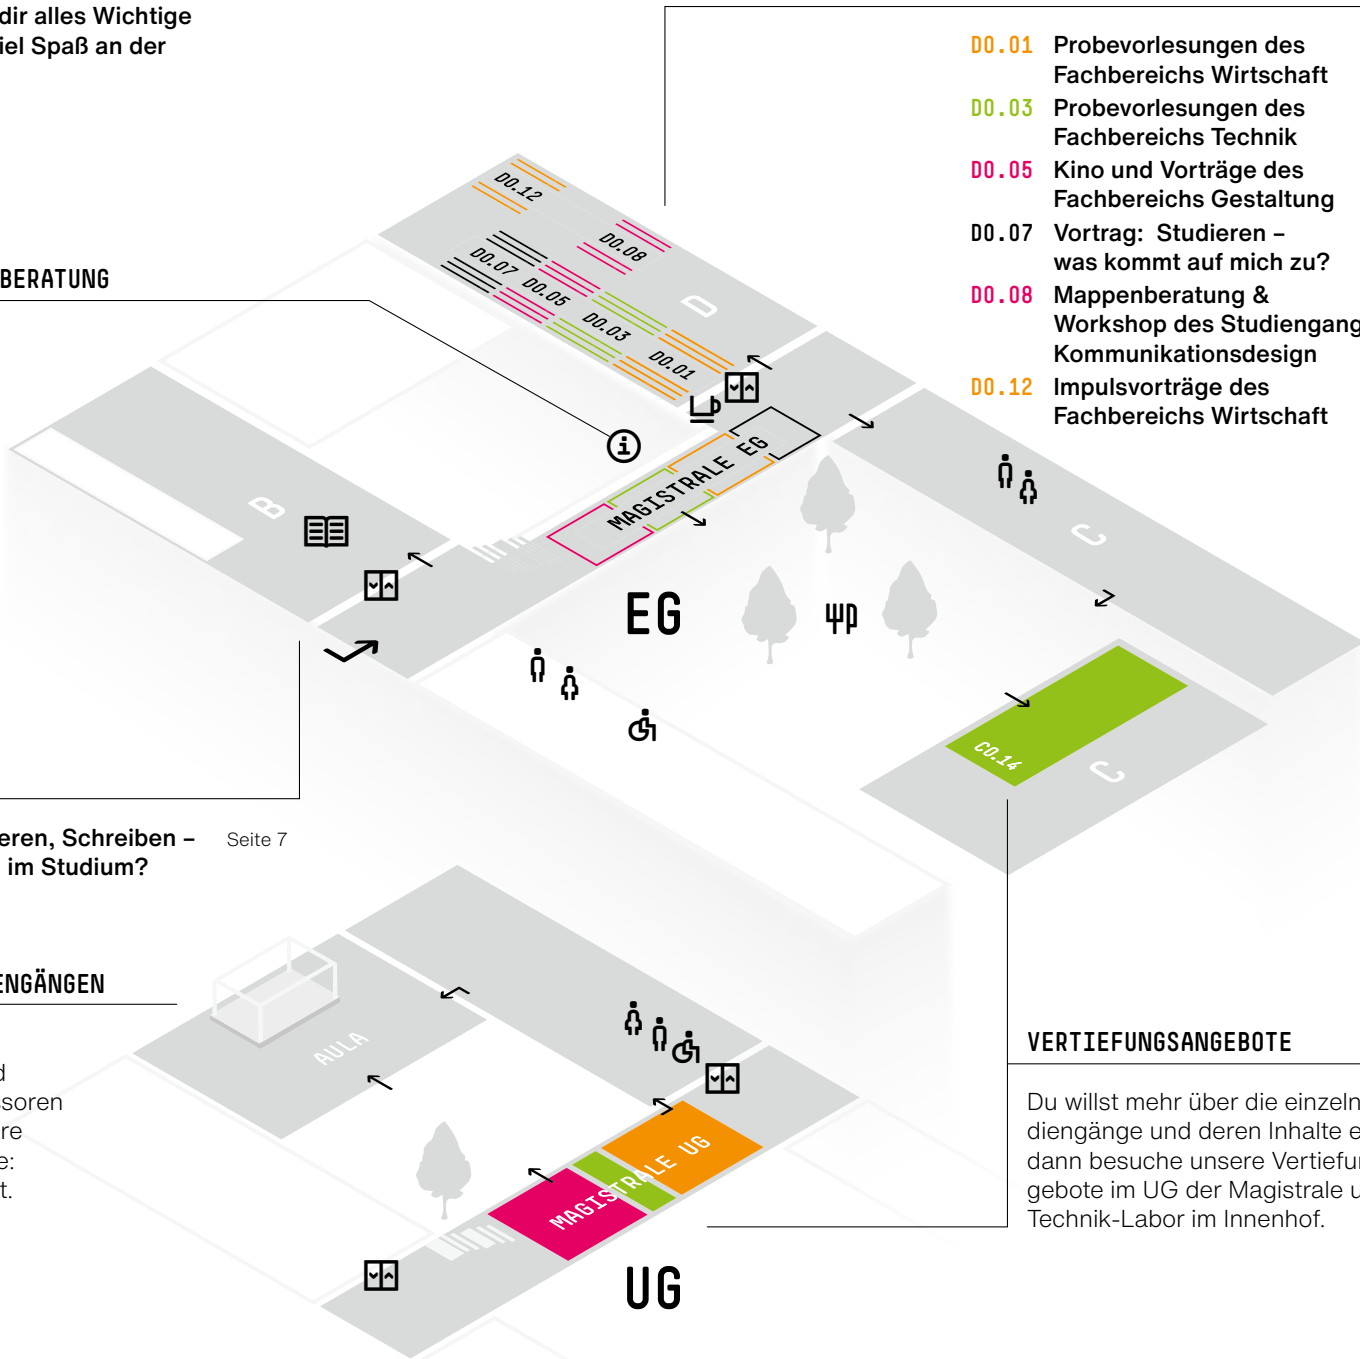 dir alles Wichtige
iel Spaß an der
D0.01 Probevorlesungen des
Fachbereichs Wirtschaft
D0.03 Probevorlesungen des
Fachbereichs Technik
D0.05 Kino und Vorträge des
Fachbereichs Gestaltung
D0.07 Vortrag: Studieren –
was kommt auf mich zu?
D0.08 Mappenberatung &
Workshop des Studiengang
Kommunikationsdesign
D0.12 Impulsvorträge des
Fachbereichs Wirtschaft
BERATUNG
D0.12
D0.08
D0.07
D0.05
D0.03
D0.01
D
MAGISTRALE EG
B
C
EG
C0.14
C
eren, Schreiben – Seite 7
im Studium?
ENGÄNGEN
d
ssoren
re
e:
t.
AULA
MAGISTRALE UG
UG
VERTIEFUNGSANGEBOTE
Du willst mehr über die einzeln
diengänge und deren Inhalte e
dann besuche unsere Vertiefu
gebote im UG der Magistrale u
Technik-Labor im Innenhof.